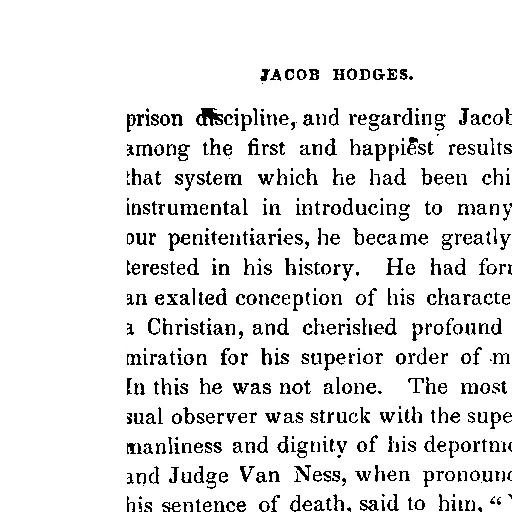 JACOB HODGES.
prison discipline, and regarding Jacob
among the first and happiest results
that system which he had been chi
instrumental in introducing to many
our penitentiaries, he became greatly
terested in his history. He had for
an exalted conception of his characte
a Christian, and cherished profound
miration for his superior order of m
In this he was not alone. The most
sual observer was struck with the supe
manliness and dignity of his deportme
and Judge Van Ness, when pronounc
his sentence of death, said to him, “